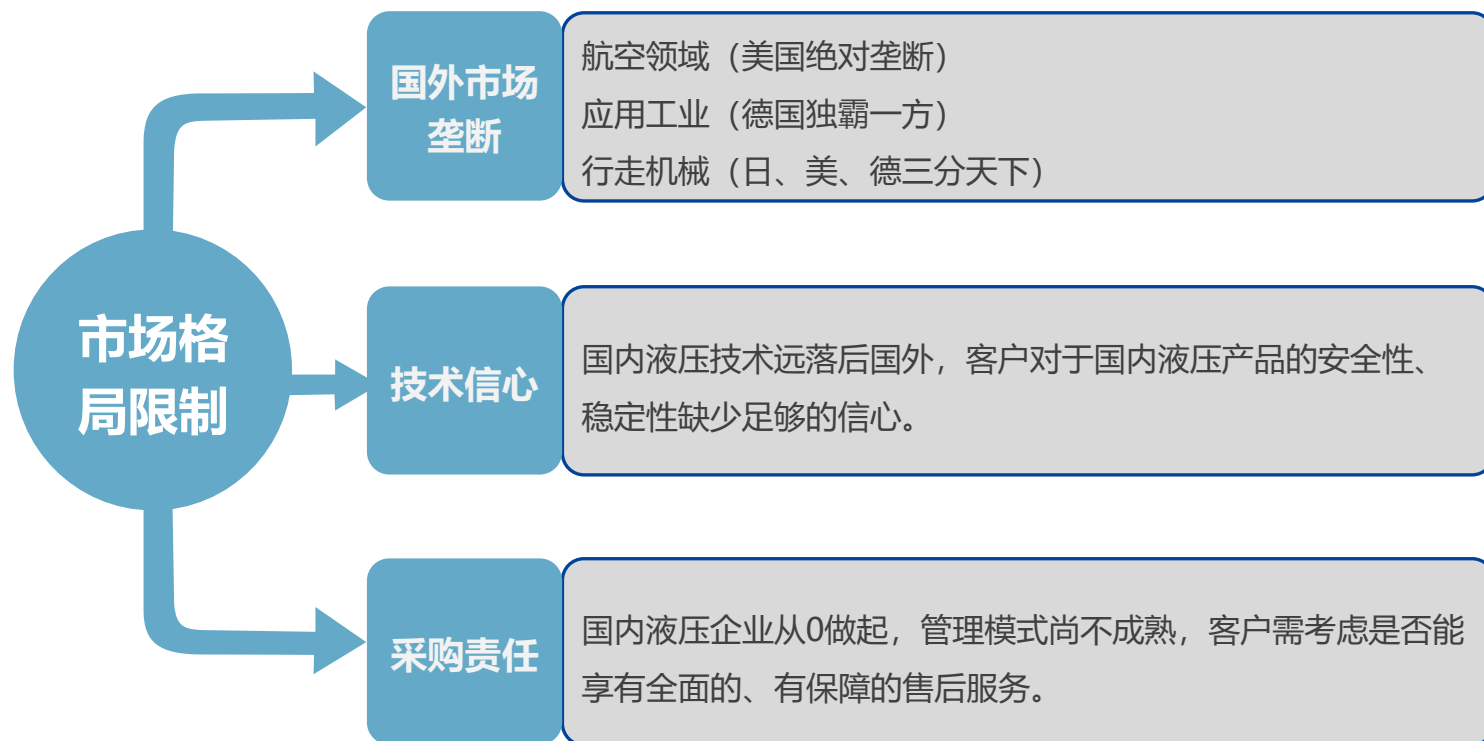 市场格
局限制
国外市场
垄断
航空领域（美国绝对垄断）
应用工业（德国独霸一方）
行走机械（日、美、德三分天下）
技术信心
国内液压技术远落后国外，客户对于国内液压产品的安全性、
稳定性缺少足够的信心。
采购责任
国内液压企业从0做起，管理模式尚不成熟，客户需考虑是否能
享有全面的、有保障的售后服务。